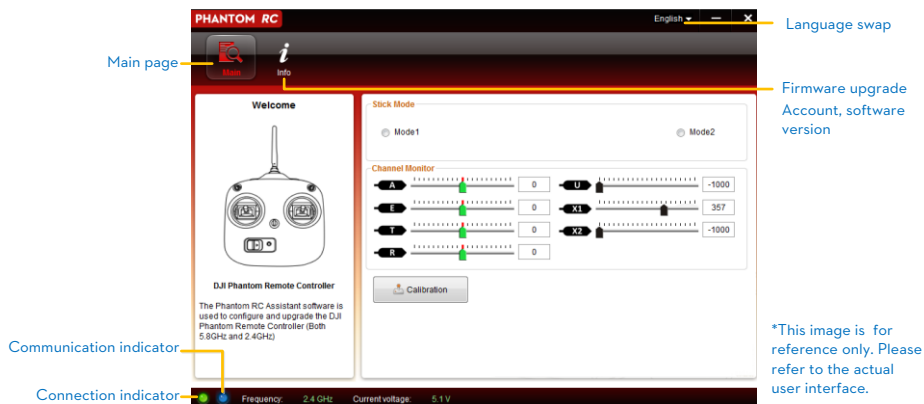 PHANTOM RC
English
Language swap
Main page
Main
Info
Firmware upgrade
Account, software
version
Welcome
DJI Phantom Remote Controller
The Phantom RC Assistant software is
used to configure and upgrade the DJI
Phantom Remote Controller (Both
5.8GHz and 2.4GHz)
Stick Mode
Mode1
Mode2
Channel Monitor
A 0 U -1000
E 0 X1 357
T 0 X2 -1000
R 0
Calibration
*This image is for
reference only. Please
refer to the actual
user interface.
Communication indicator
Connection indicator
Frequency: 2.4 GHz Current voltage: 5.1 V